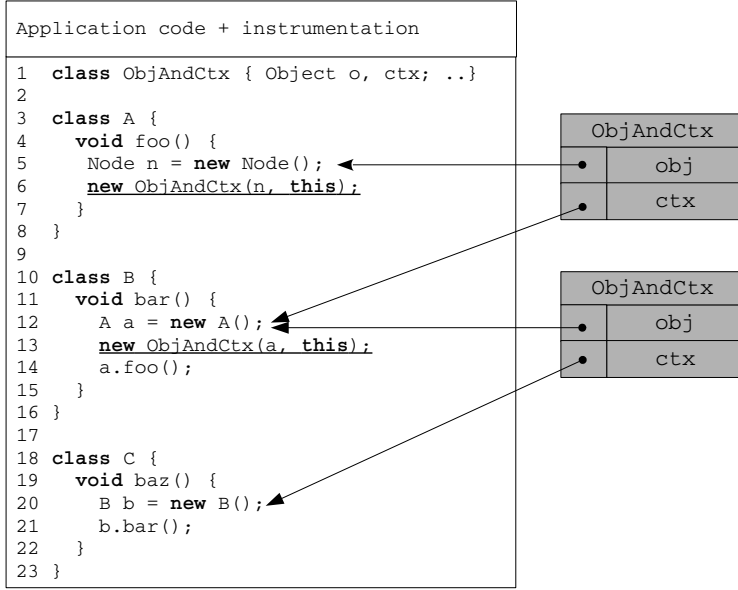 Application code + instrumentation
1 class ObjAndCtx { Object o, ctx; ..}
2
3 class A {
4 void foo() {
5 Node n = new Node();
6 new ObjAndCtx(n, this);
7 }
8 }
9
10 class B {
11 void bar() {
12 A a = new A();
13 new ObjAndCtx(a, this);
14 a.foo();
15 }
16 }
17
18 class C {
19 void baz() {
20 B b = new B();
21 b.bar();
22 }
23 }
ObjAndCtx
obj
ctx
ObjAndCtx
obj
ctx